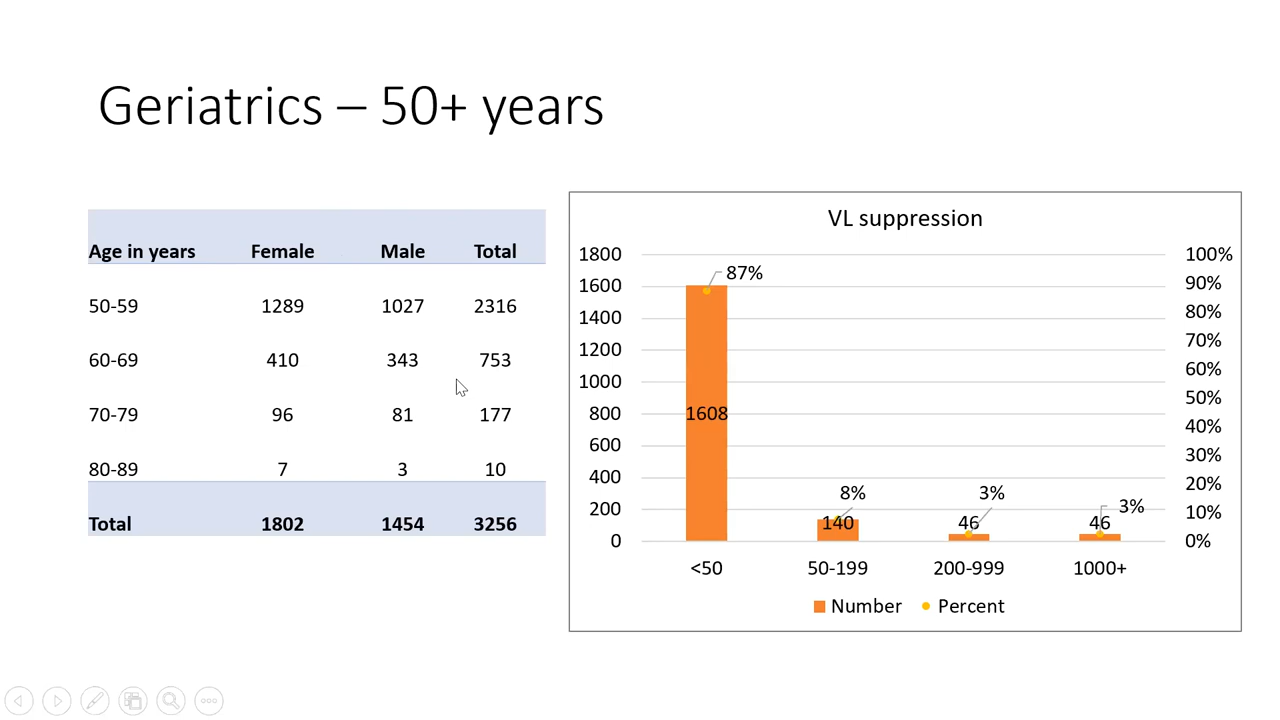 Geriatrics – 50+ years
Age in years Female Male Total
50-59 1289 1027 2316
60-69 410 343 753
70-79 96 81 177
80-89 7 3 10
Total 1802 1454 3256
VL suppression
1800
1600
1400
1200
1000
800
600
400
200
0
87%
1608
8%
140
3%
46
3%
46
100%
90%
80%
70%
60%
50%
40%
30%
20%
10%
0%
<50 50-199 200-999 1000+
Number Percent